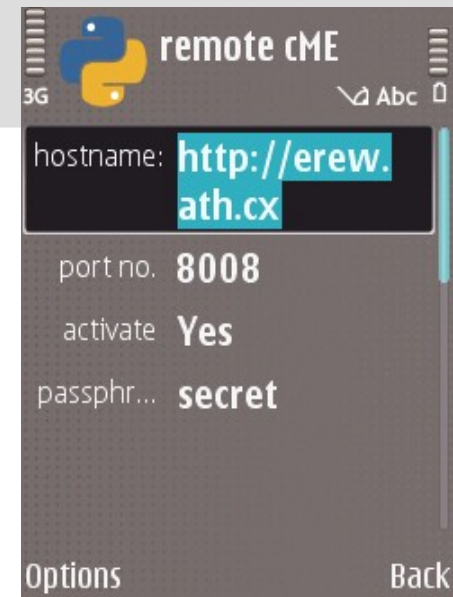 remote cME
3G
Abc
hostname: http://erew.
ath.cx
port no. 8008
activate Yes
passphr... secret
Options Back